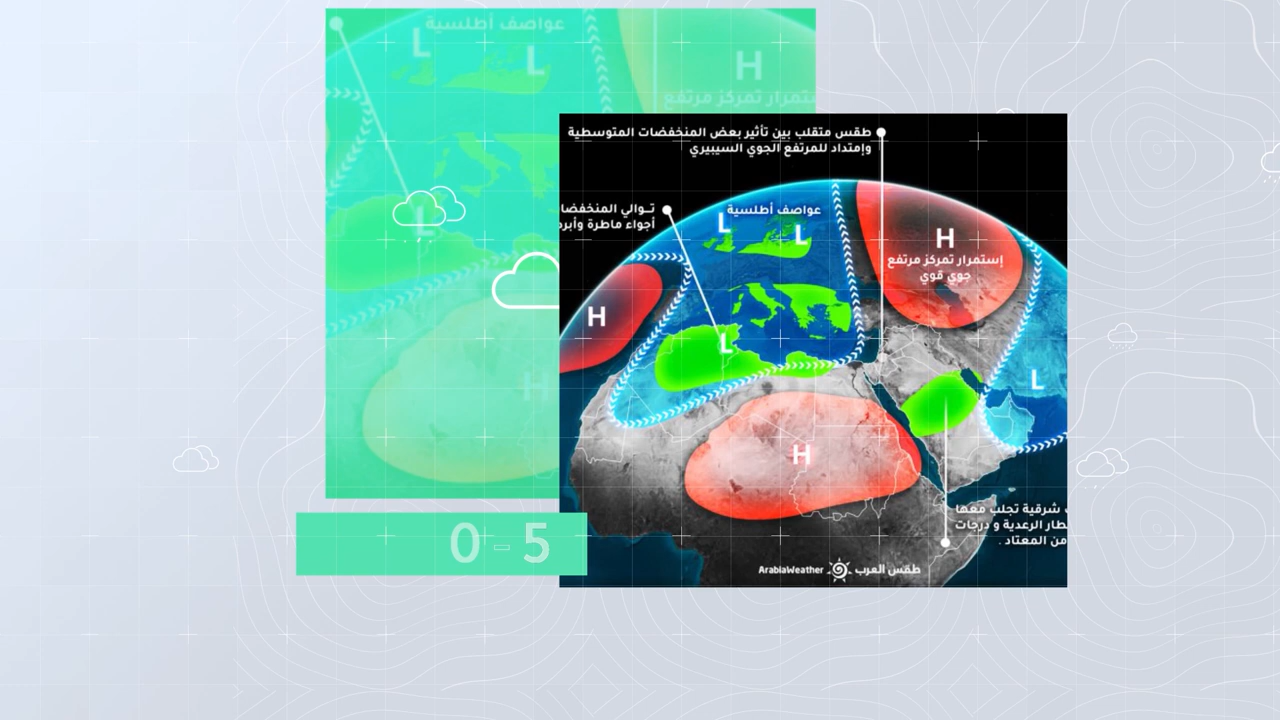 عواصف أطلسية
L
L
H
ستمرار تمركز مرتفع
L
H
0-5
طقس متقلب بين تأثير بعض المنخفضات المتوسطية
وإمتداد للمرتفع الجوي السيبيري
تـوالي المنخفضا
أجواء ماطرة وأبر
عواصف أطلسية
L
L
H
إستمرار تمركز مرتفع
جوي قوي
H
L
L
H
شرقية تجلب معها
طار الرعدية و درجات
من المعتاد .
ArabiaWeather طقس العرب